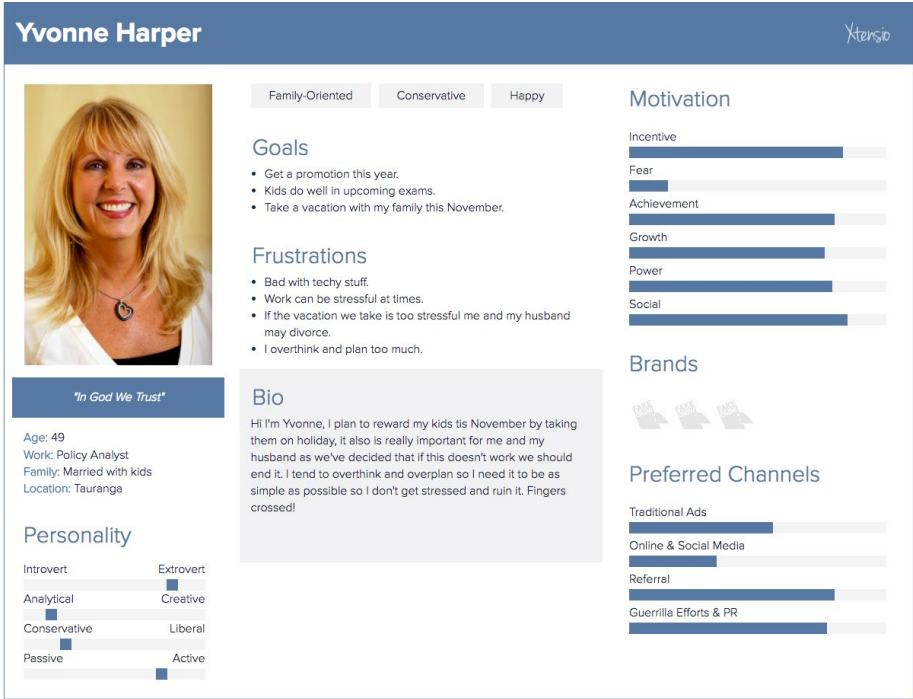 Yvonne Harper
Xtensio
"In God We Trust"
Age: 49
Work: Policy Analyst
Family: Married with kids
Location: Tauranga
Personality
Introvert Extrovert
Analytical Creative
Conservative Liberal
Passive Active
Family-Oriented Conservative Happy
Goals
• Get a promotion this year.
• Kids do well in upcoming exams.
• Take a vacation with my family this November.
Frustrations
• Bad with techy stuff.
• Work can be stressful at times.
• If the vacation we take is too stressful me and my husband
may divorce.
• I overthink and plan too much.
Bio
Hi I'm Yvonne, I plan to reward my kids tis November by taking
them on holiday, it also is really important for me and my
husband as we've decided that if this doesn't work we should
end it. I tend to overthink and overplan so I need it to be as
simple as possible so I don't get stressed and ruin it. Fingers
crossed!
Motivation
Incentive
Fear
Achievement
Growth
Power
Social
Brands
FAKE FAKE FAKE
Preferred Channels
Traditional Ads
Online & Social Media
Referral
Guerrilla Efforts & PR